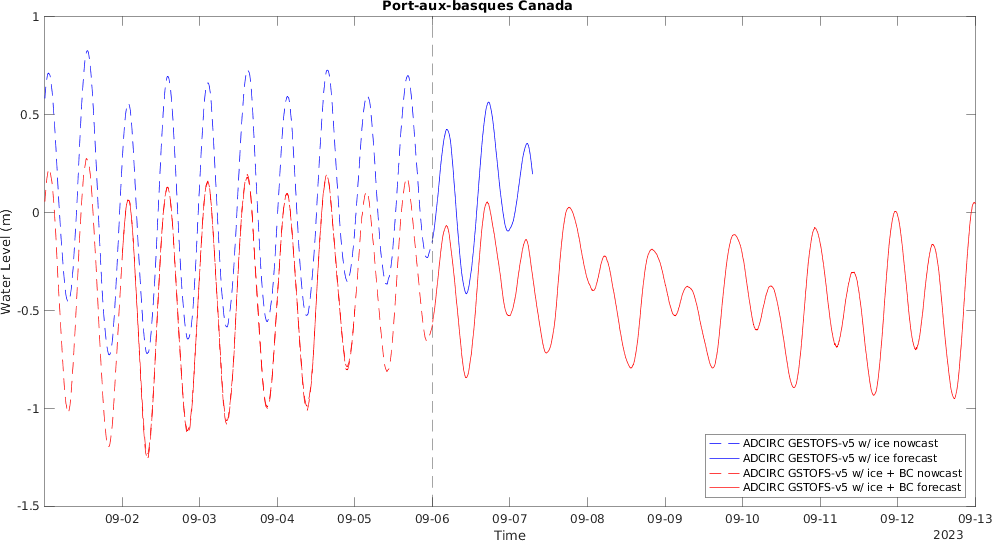 Port-aux-basques Canada
1
0.5
0
-0.5
-1
-1.5
Water Level (m)
ADCIRC GESTOFS-v5 w/ ice nowcast
ADCIRC GESTOFS-v5 w/ ice forecast
ADCIRC GSTOFS-v5 w/ ice + BC nowcast
ADCIRC GSTOFS-v5 w/ ice + BC forecast
09-02 09-03 09-04 09-05 09-06 09-07 09-08 09-09 09-10 09-11 09-12 09-13
Time
2023